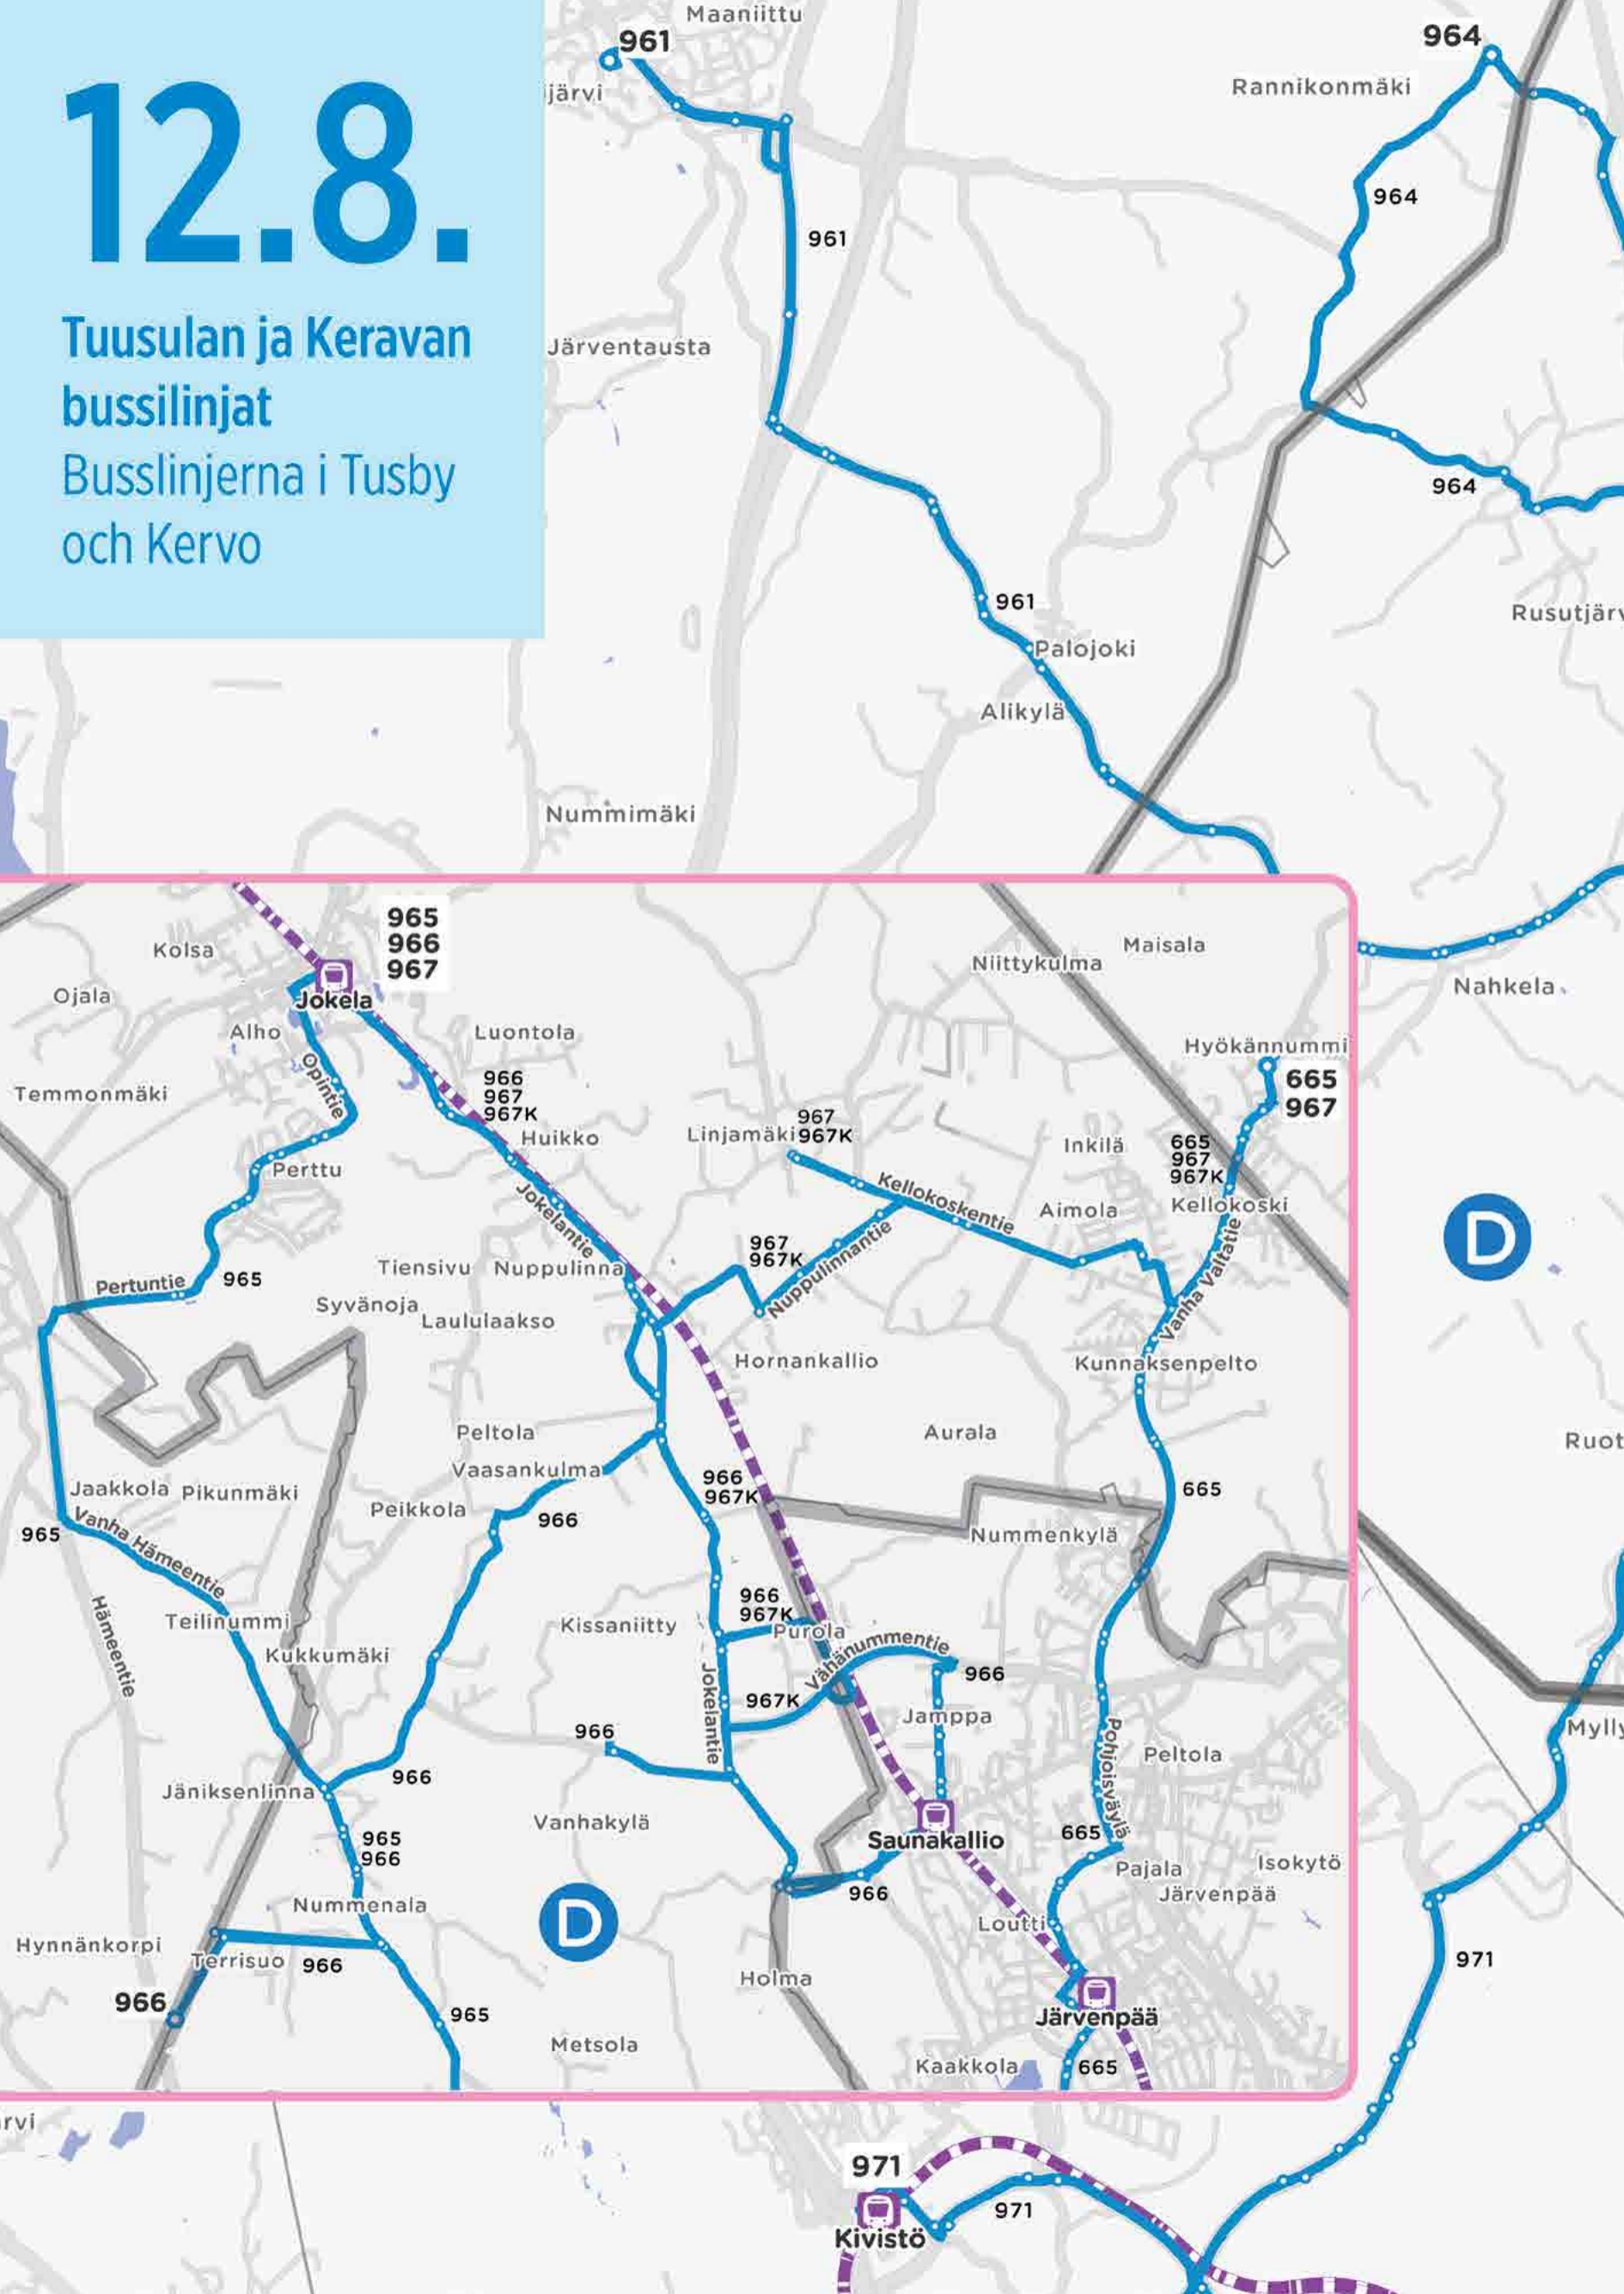 12.8.
Tuusulan ja Keravan
bussilinjat
Busslinjerna i Tusby
och Kervo
Maaniittu
961
järvi
964
Rannikonmäki
964
961
Järventausta
964
961
Rusutjärv
Palojoki
Alikylä
Nummimäki
965
966
967
Kolsa
Ojala
Jokela
Alho
Luontola
Opintie
Temmonmäki
966
967
967K
Huikko
Perttu
Jokelantie
Niittykulma
Maisala
Nahkela
Hyökännummi
665
967
967
Linjamäki 967K
Inkilä
665
967
967K
Kellokoskentie
Aimola
Kellokoski
967
967K
Nuppulinnantie
Vanha Valtatie
D
Tiensivu
Nuppulinna
Pertuntie
965
Syvänoja
Laululaakso
Hornankallio
Kunnaksenpelto
Peltola
Aurala
Ruot
Vaasankulma
966
967K
665
Jaakkola
Pikunmäki
Peikkola
966
965
Vanha Hämeentie
Nummenkylä
Hämeentie
Teilinummi
Kissaniitty
966
967K
Purola
Vähänummentie
966
Kukkumäki
Jokelantie
967K
Jamppa
966
Pohjoisväylä
Peltola
Mylly
Jäniksenlinna
966
Vanhakylä
Saunakallio
665
965
966
966
Pajala
Isokytö
Järvenpää
Nummenala
D
Loutti
Hynnänkorpi
Terrisuo
966
Holma
971
966
965
Järvenpää
Metsola
Kaakkola
665
rvi
971
971
Kivistö